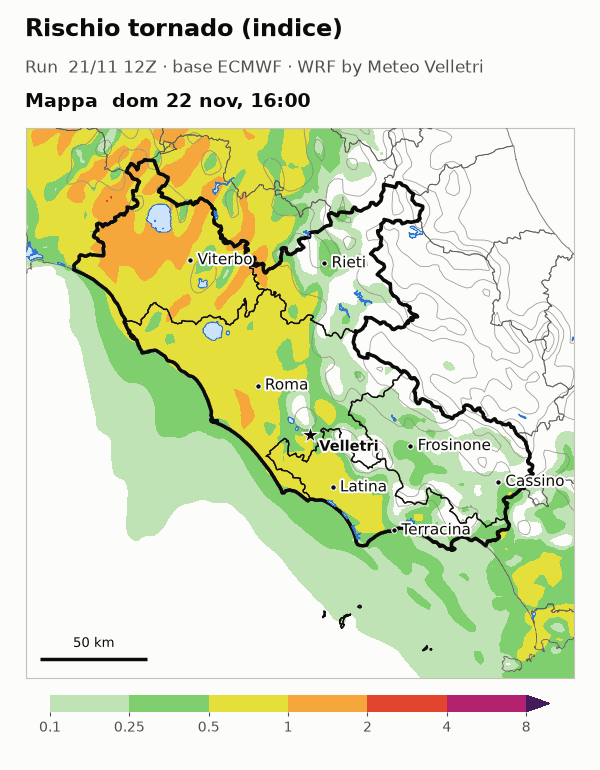 Rischio tornado (indice)
Run  21/11 12Z · base ECMWF · WRF by Meteo Velletri
Mappa  dom 22 nov, 16:00
Viterbo
Rieti
Roma
Velletri
Frosinone
Cassino
Latina
Terracina
50 km
0.1 0.25 0.5 1 2 4 8